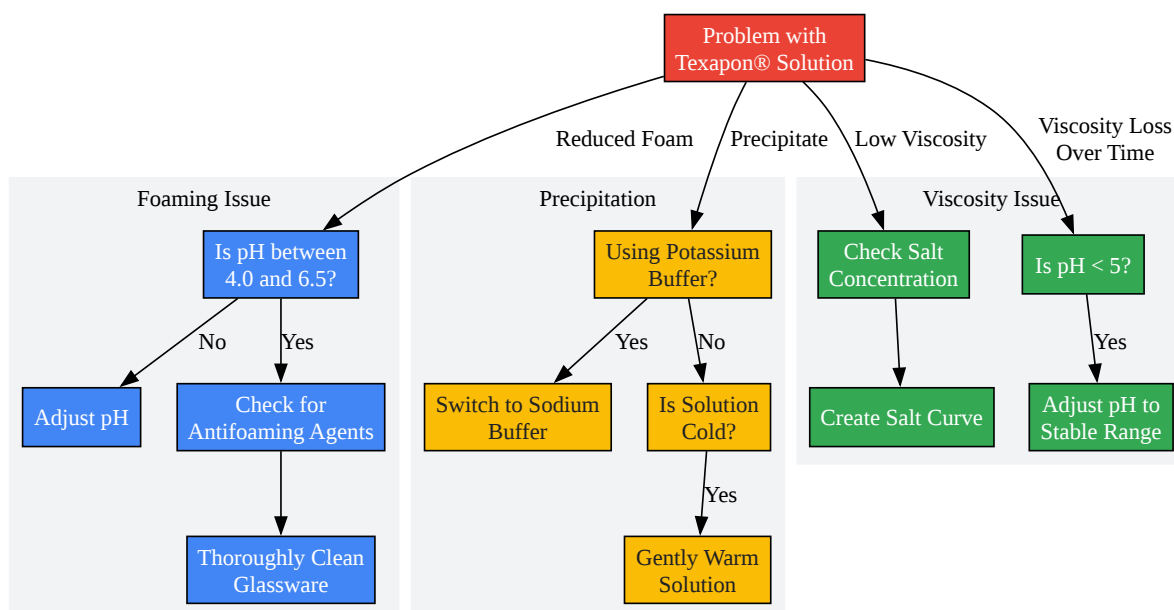 Problem with
Texapon® Solution
Reduced Foam
Precipitate
Low Viscosity
Viscosity Loss
Over Time
Foaming Issue
Is pH between
4.0 and 6.5?
No
Yes
Adjust pH
Check for
Antifoaming Agents
Thoroughly Clean
Glassware
Precipitation
Using Potassium
Buffer?
Yes
No
Switch to Sodium
Buffer
Is Solution
Cold?
Yes
Gently Warm
Solution
Viscosity Issue
Check Salt
Concentration
Create Salt Curve
Is pH < 5?
Yes
Adjust pH to
Stable Range